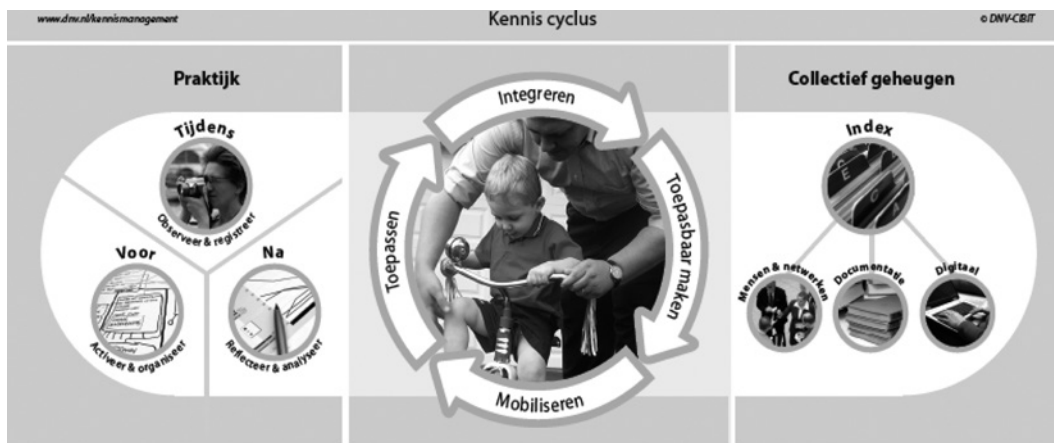 www.dnv.nl/kennismanagement
Kennis cyclus
© DNV-CIBIT
Praktijk
Tijdens
Observeer & registreer
Voor
Activeer & organiseer
Na
Reflecteer & analyseer
Integreren
Toepasbaar maken
Mobiliseren
Toepassen
Collectief geheugen
Index
Mensen & netwerken
Documentatie
Digitaal